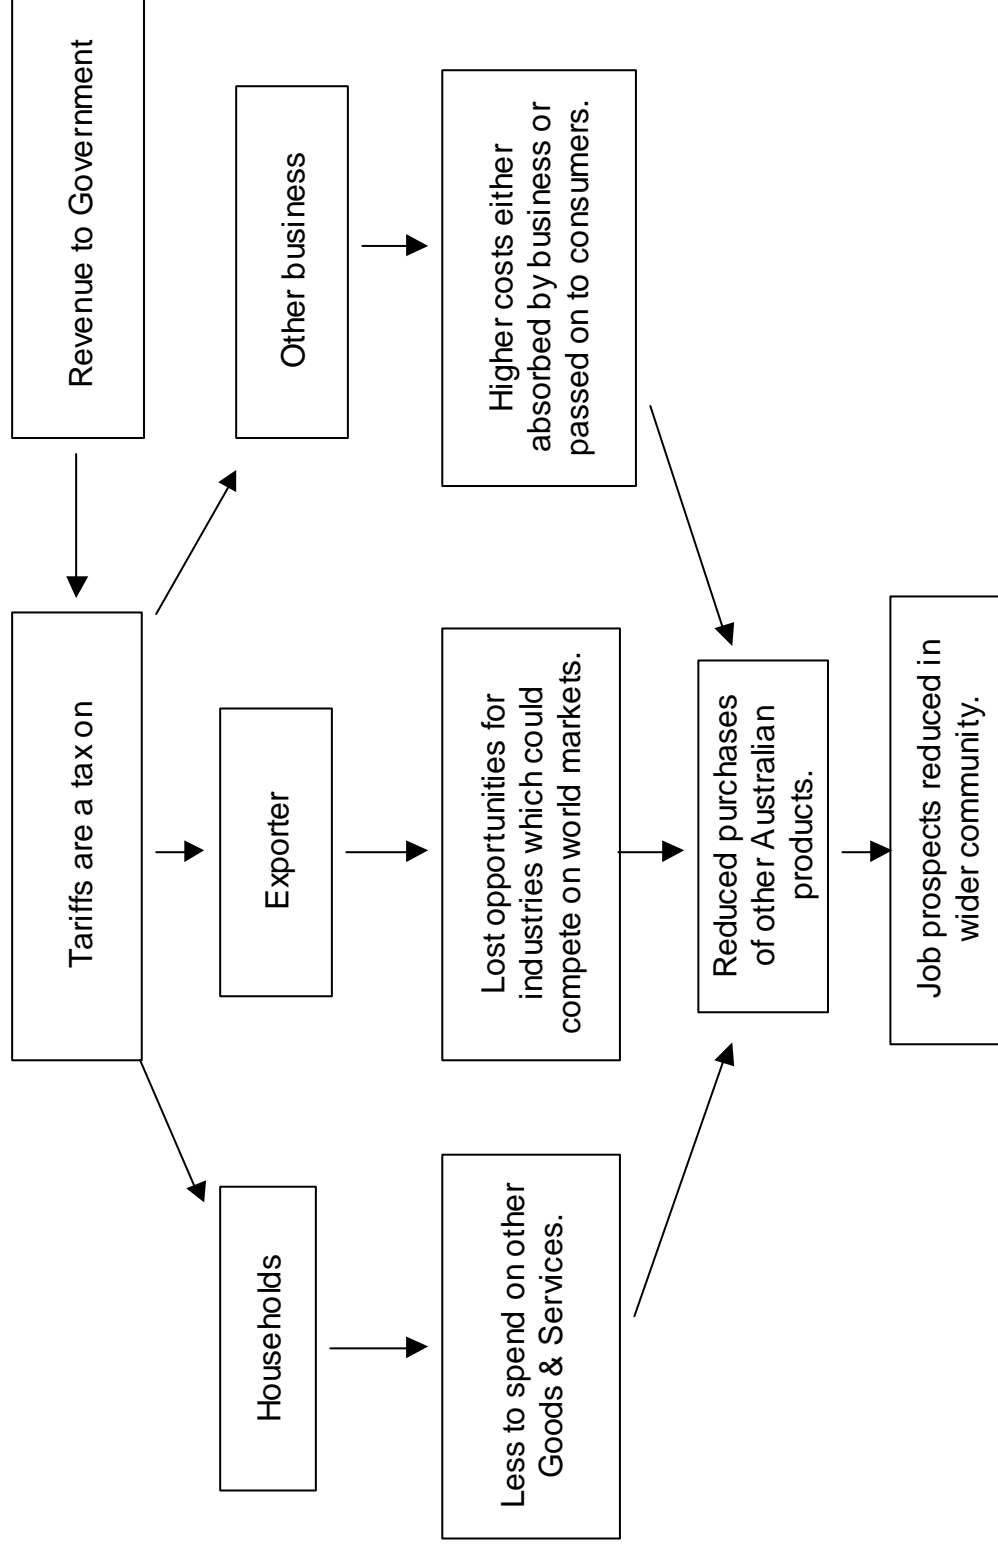 Tariffs are a tax on
Revenue to Government
Households
Exporter
Other business
Less to spend on other
Goods & Services.
Lost opportunities for
industries which could
compete on world markets.
Higher costs either
absorbed by business or
passed on to consumers.
Reduced purchases
of other Australian
products.
Job prospects reduced in
wider community.